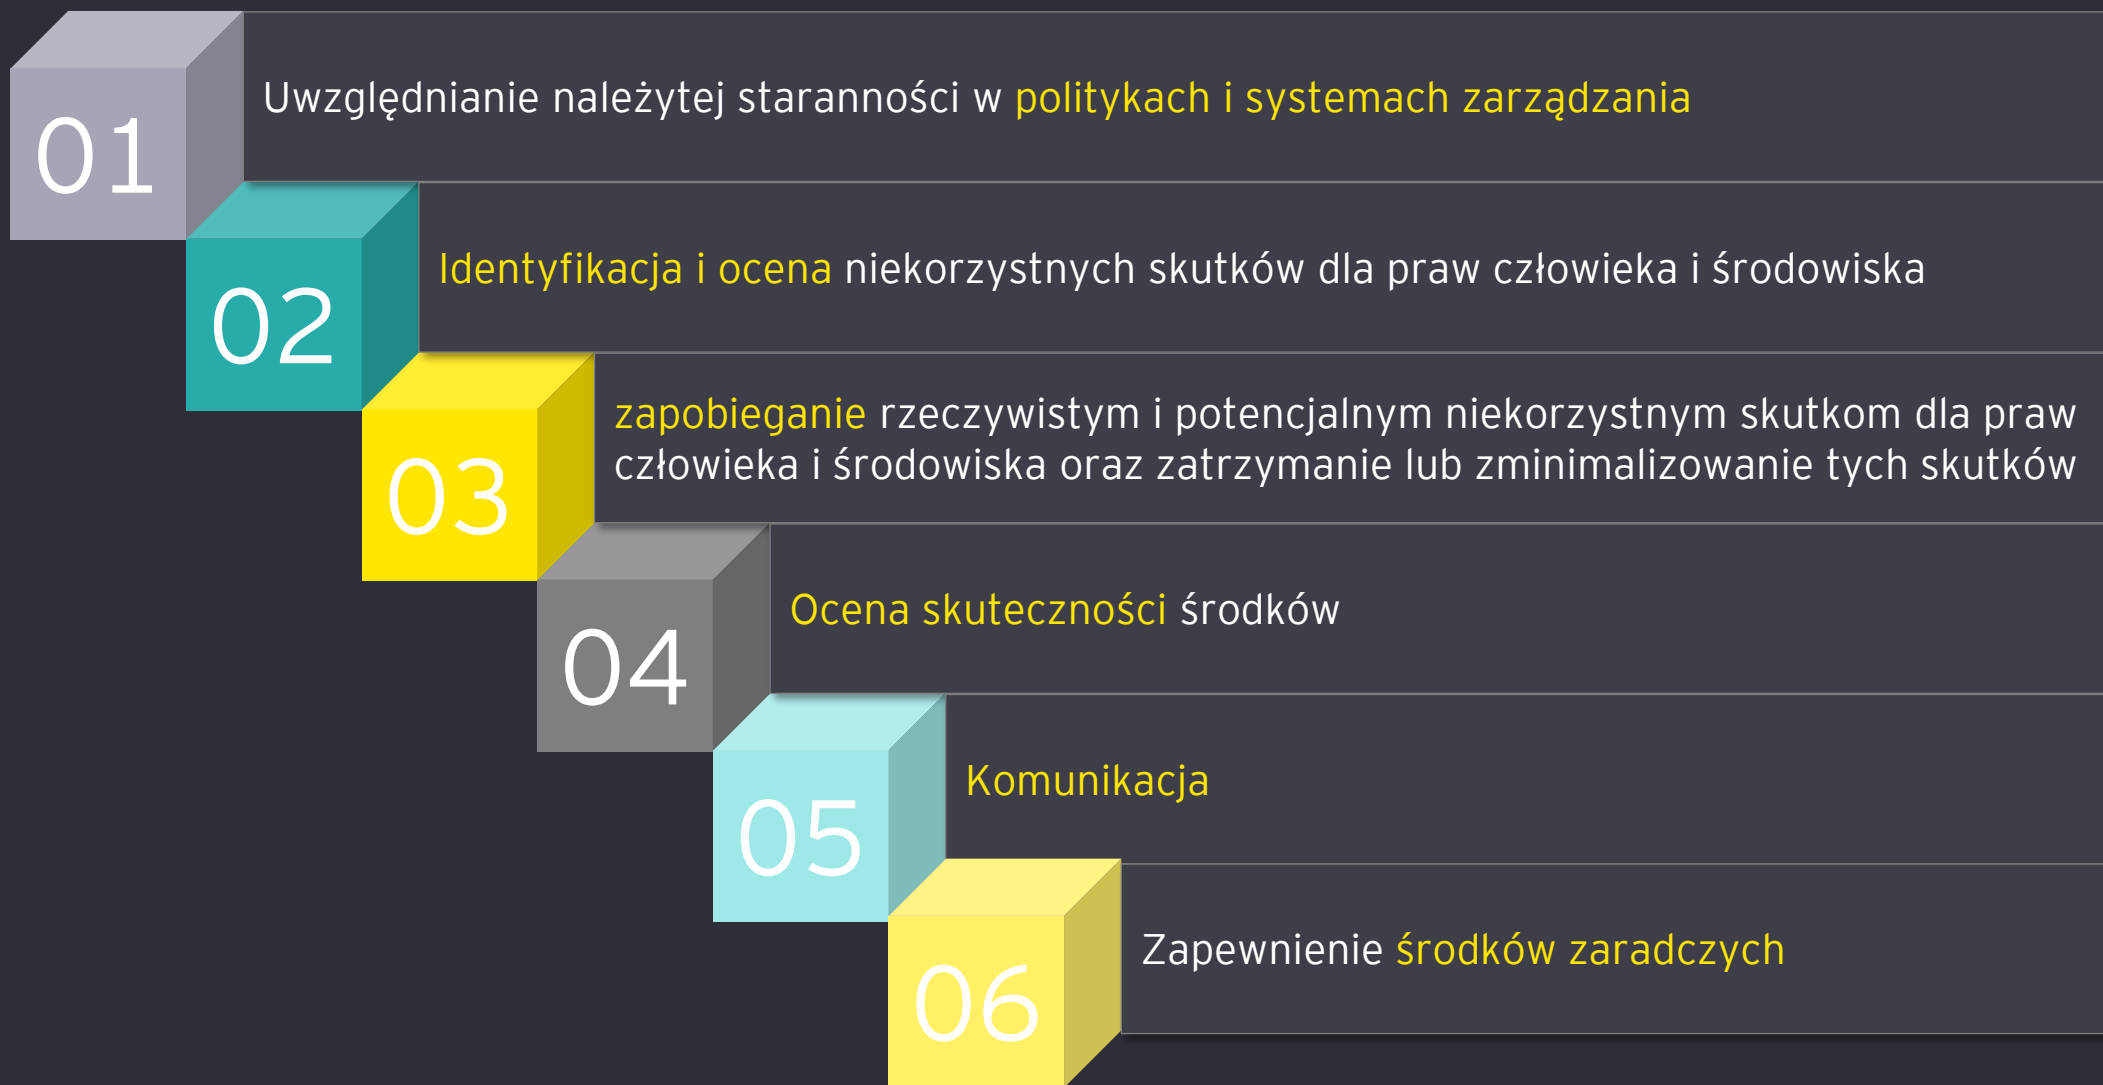 01
Uwzględnianie należytej staranności w politykach i systemach zarządzania
02
Identyfikacja i ocena niekorzystnych skutków dla praw człowieka i środowiska
03
zapobieganie rzeczywistym i potencjalnym niekorzystnym skutkom dla praw
człowieka i środowiska oraz zatrzymanie lub zminimalizowanie tych skutków
04
Ocena skuteczności środków
05
Komunikacja
06
Zapewnienie środków zaradczych